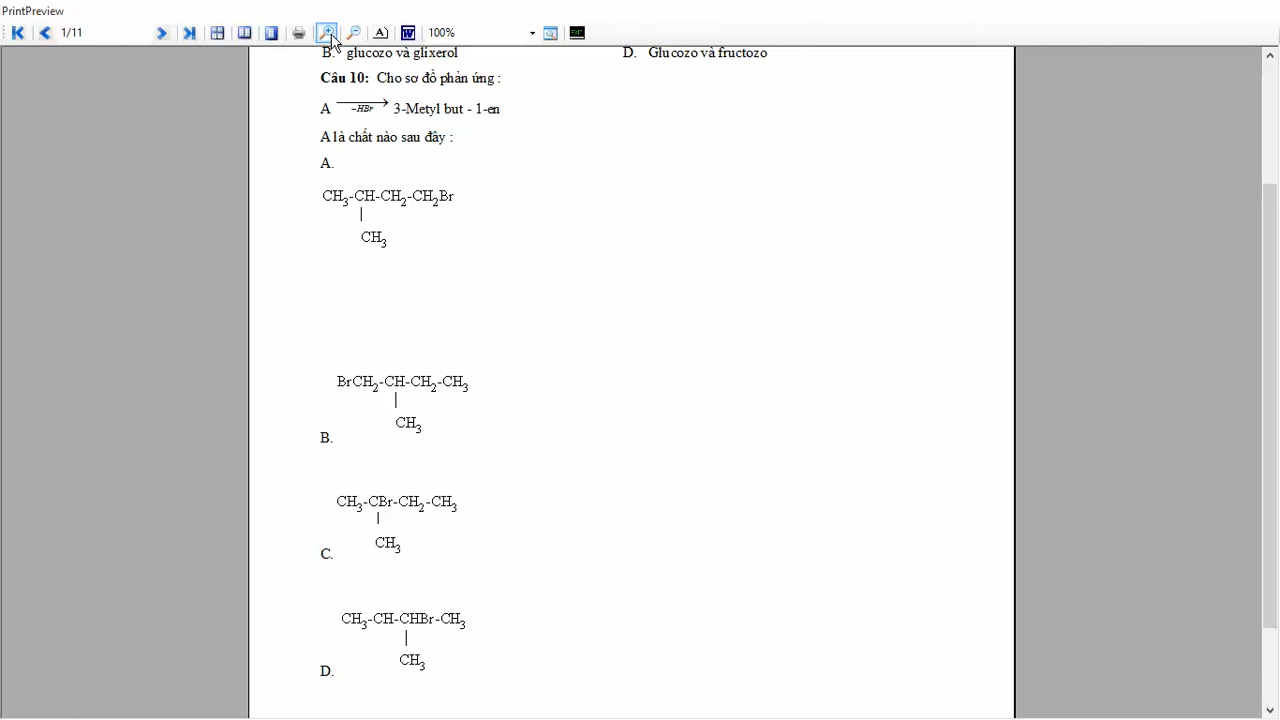 PrintPreview
1/11 A W 100%
B. glucozo và glixerol D. Glucozo và fructozo
Câu 10: Cho sơ đồ phản ứng :
A —HBr 3-Metyl but - 1-en
A là chất nào sau đây :
A.
CH3-CH-CH2-CH2Br
|
CH3
BrCH2-CH-CH2-CH3
|
CH3
B.
CH3-CBr-CH2-CH3
|
CH3
C.
CH3-CH-CHBr-CH3
|
CH3
D.